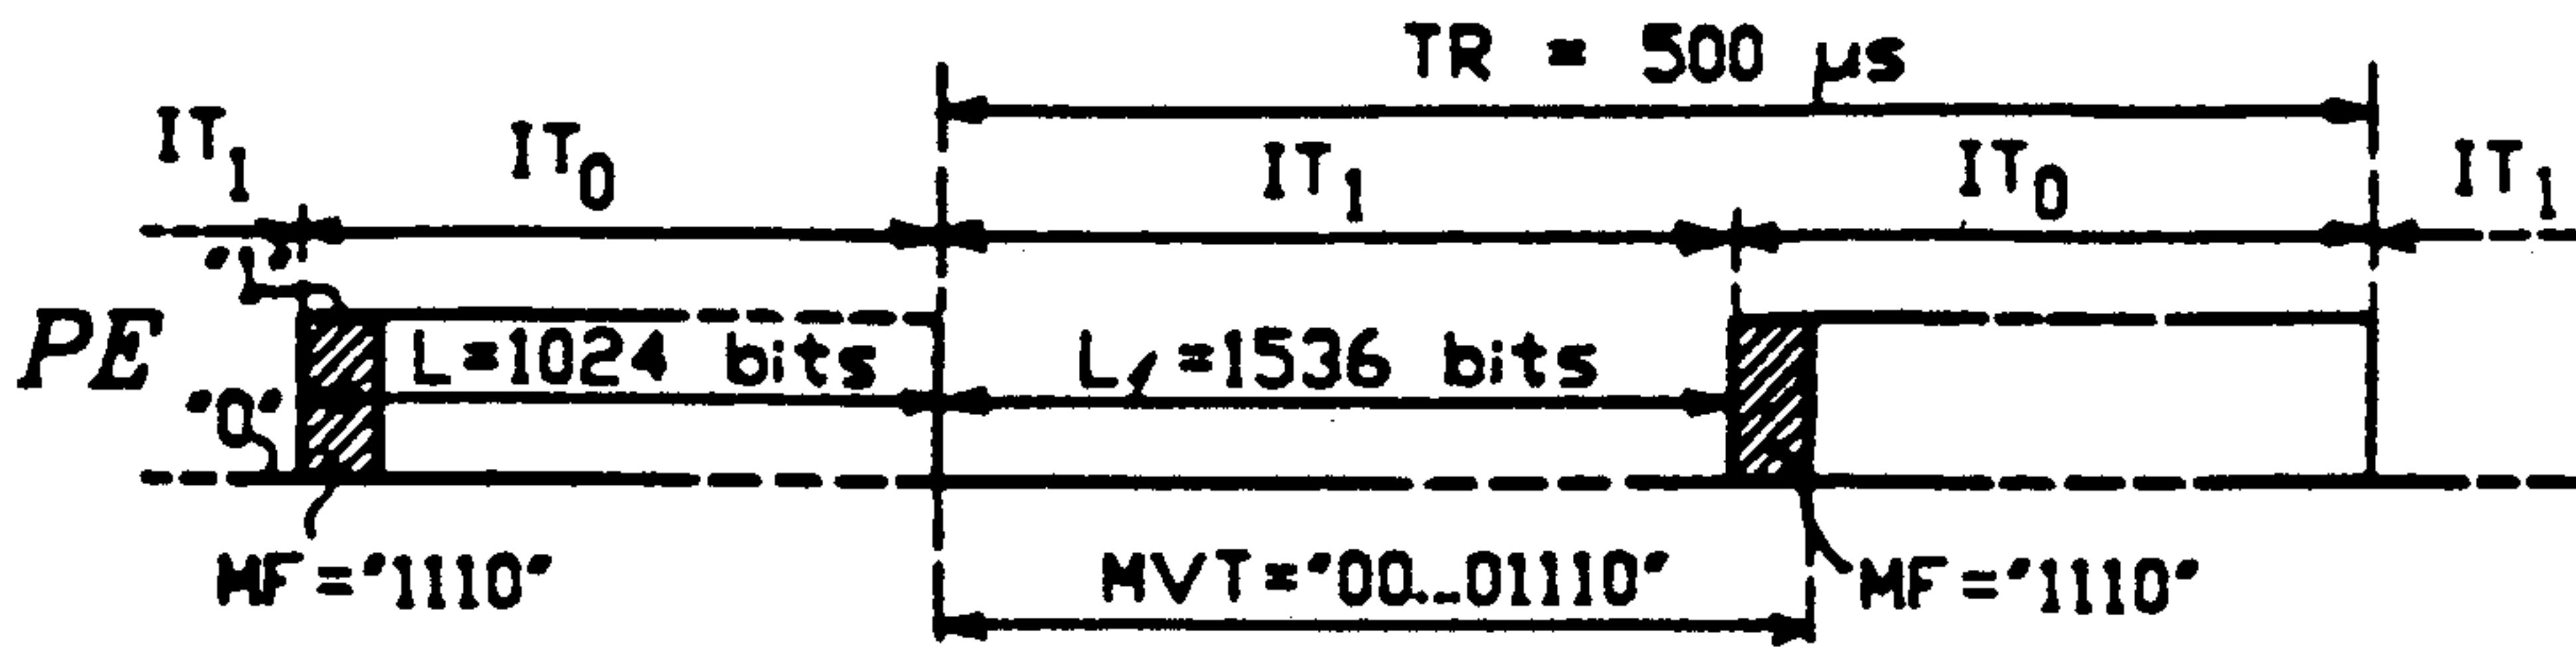 TR = 500 µs
IT1 IT0 IT1 IT0 IT1
"1"
PE L=1024 bits L1=1536 bits
"0"
MF="1110" MVT="00...01110" MF="1110"